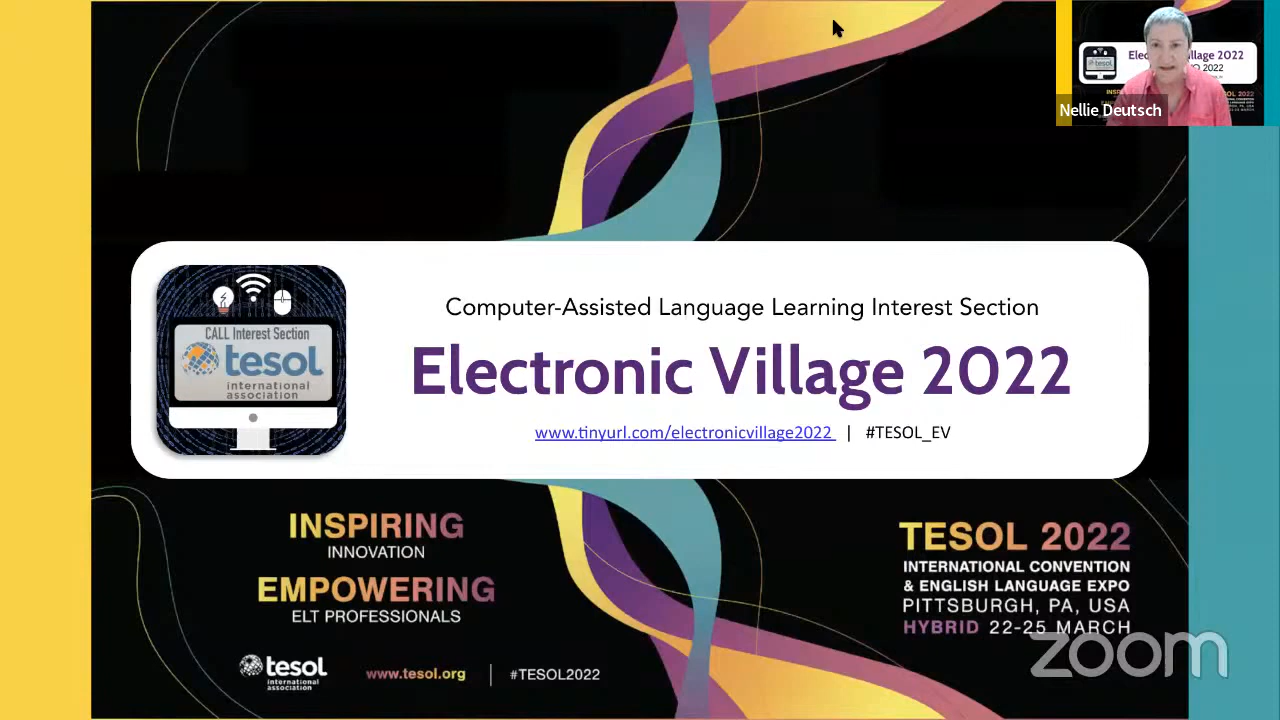 Computer-Assisted Language Learning Interest Section
Electronic Village 2022
www.tinyurl.com/electronicvillage2022 | #TESOL_EV
CALL Interest Section
tesol
international
association
INSPIRING
INNOVATION
EMPOWERING
ELT PROFESSIONALS
tesol
international
association
www.tesol.org | #TESOL2022
TESOL 2022
INTERNATIONAL CONVENTION
& ENGLISH LANGUAGE EXPO
PITTSBURGH, PA, USA
HYBRID 22-25 MARCH
zoom
Nellie Deutsch